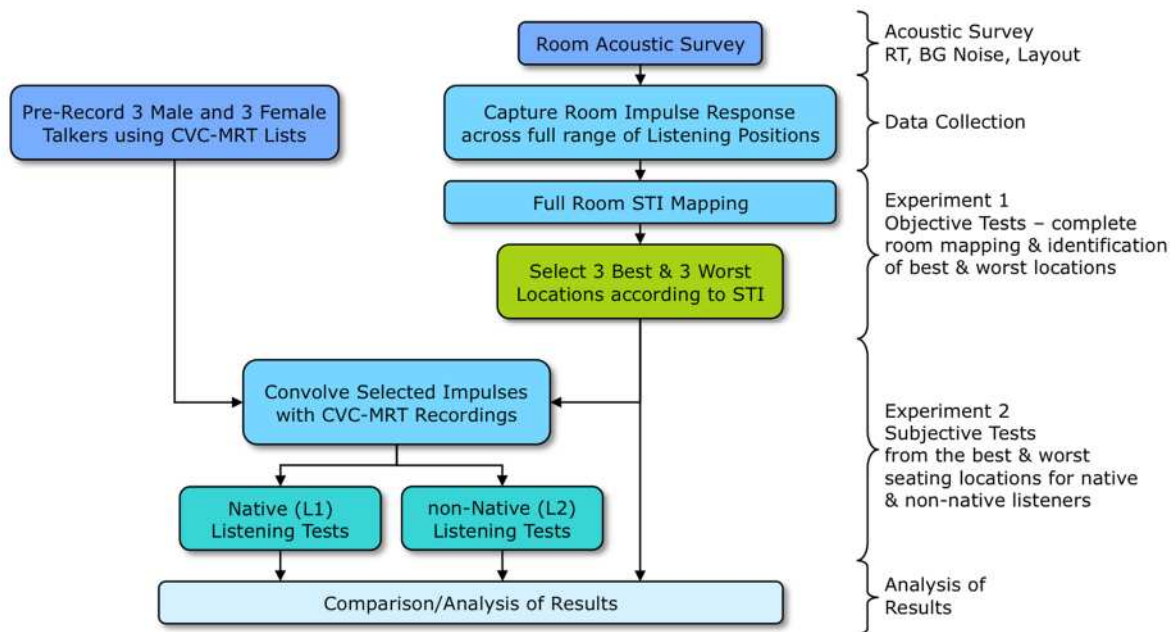 Room Acoustic Survey
Acoustic Survey
RT, BG Noise, Layout
Pre-Record 3 Male and 3 Female
Talkers using CVC-MRT Lists
Capture Room Impulse Response
across full range of Listening Positions
Data Collection
Full Room STI Mapping
Select 3 Best & 3 Worst
Locations according to STI
Experiment 1
Objective Tests – complete
room mapping & identification
of best & worst locations
Convolve Selected Impulses
with CVC-MRT Recordings
Native (L1)
Listening Tests
non-Native (L2)
Listening Tests
Experiment 2
Subjective Tests
from the best & worst
seating locations for native
& non-native listeners
Comparison/Analysis of Results
Analysis of
Results